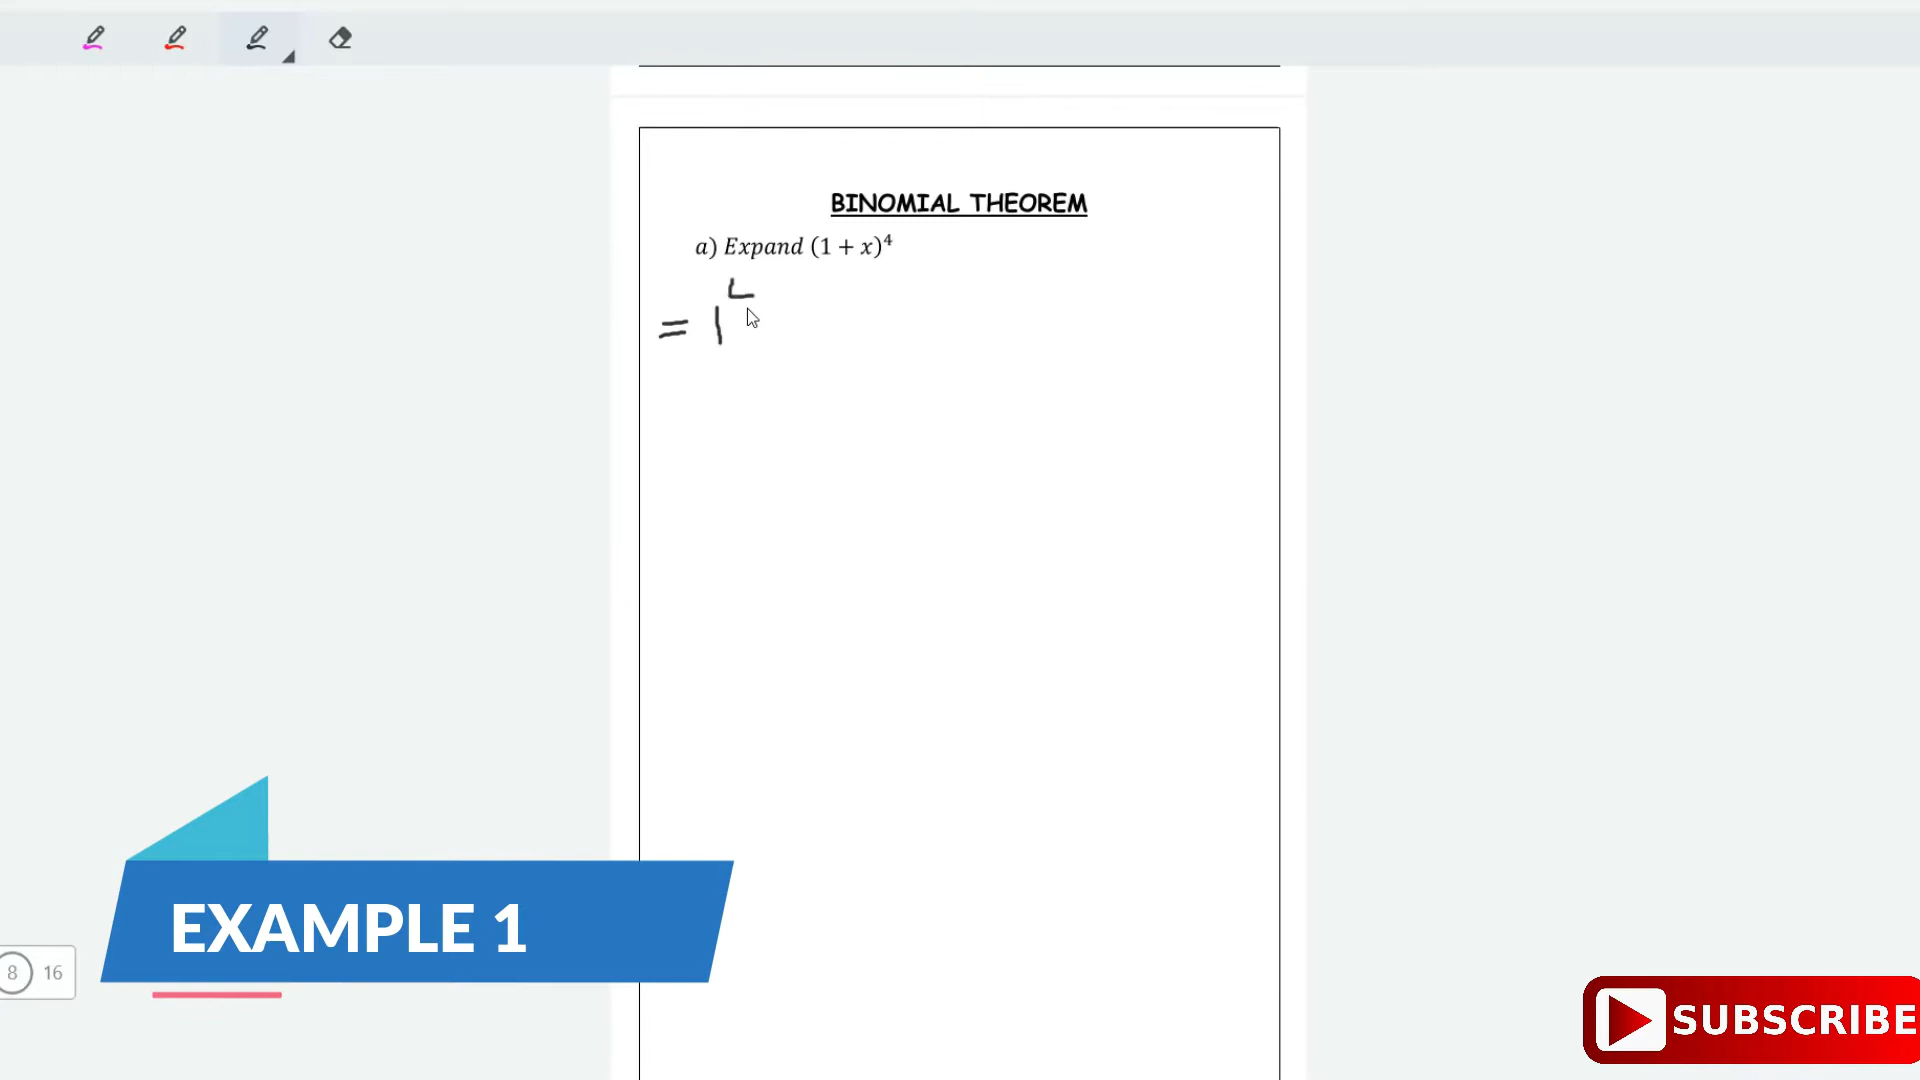 BINOMIAL THEOREM
a) Expand (1 + x)⁴
= 1
EXAMPLE 1
8 16
SUBSCRIBE